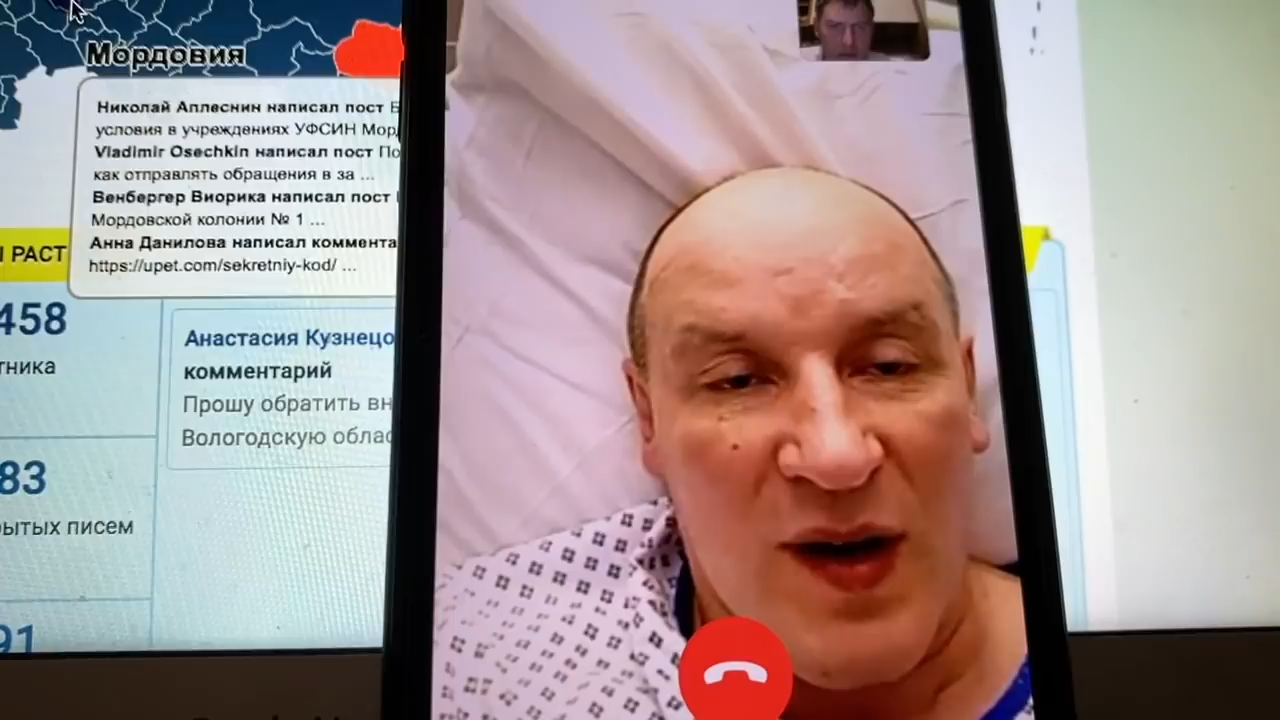 Мордовия
Николай Аплеснин написал пост
условия в учреждениях УФСИН Морд
Vladimir Osechkin написал пост По
как отправлять обращения в за ...
Венбергер Виорика написал пост
Мордовской колонии № 1 ...
Анна Данилова написал коммента
https://upet.com/sekretniy-kod/ ...
РАСТ
458
тника
83
рытых писем
91
Анастасия Кузнецо
комментарий
Прошу обратить вн
Вологодскую облас